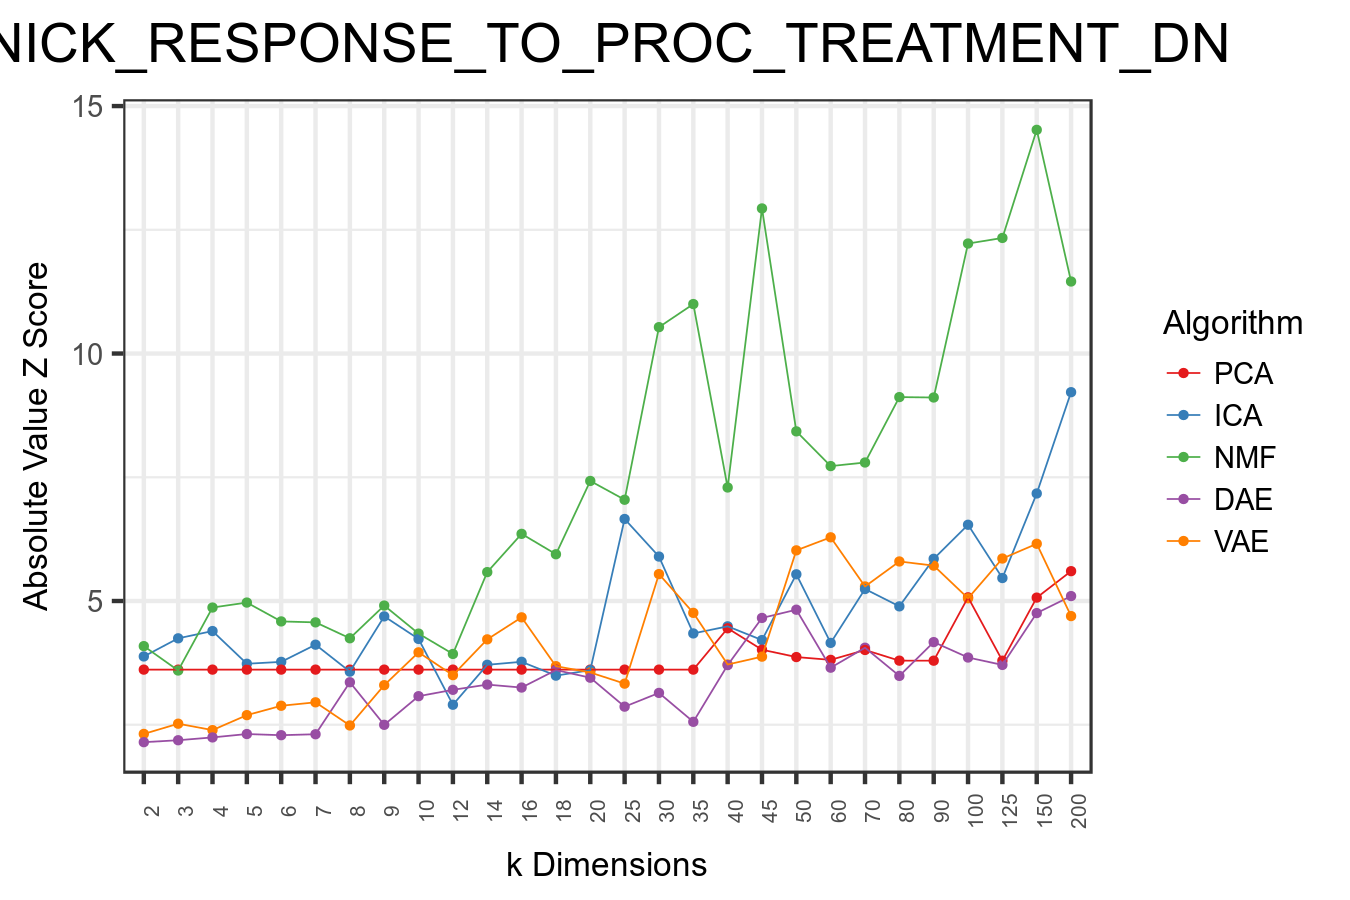 NICK_RESPONSE_TO_PROC_TREATMENT_DN
15
10
5
Absolute Value Z Score
2 3 4 5 6 7 8 9 10 12 14 16 18 20 25 30 35 40 45 50 60 70 80 90 100 125 150 200
k Dimensions
Algorithm
PCA
ICA
NMF
DAE
VAE